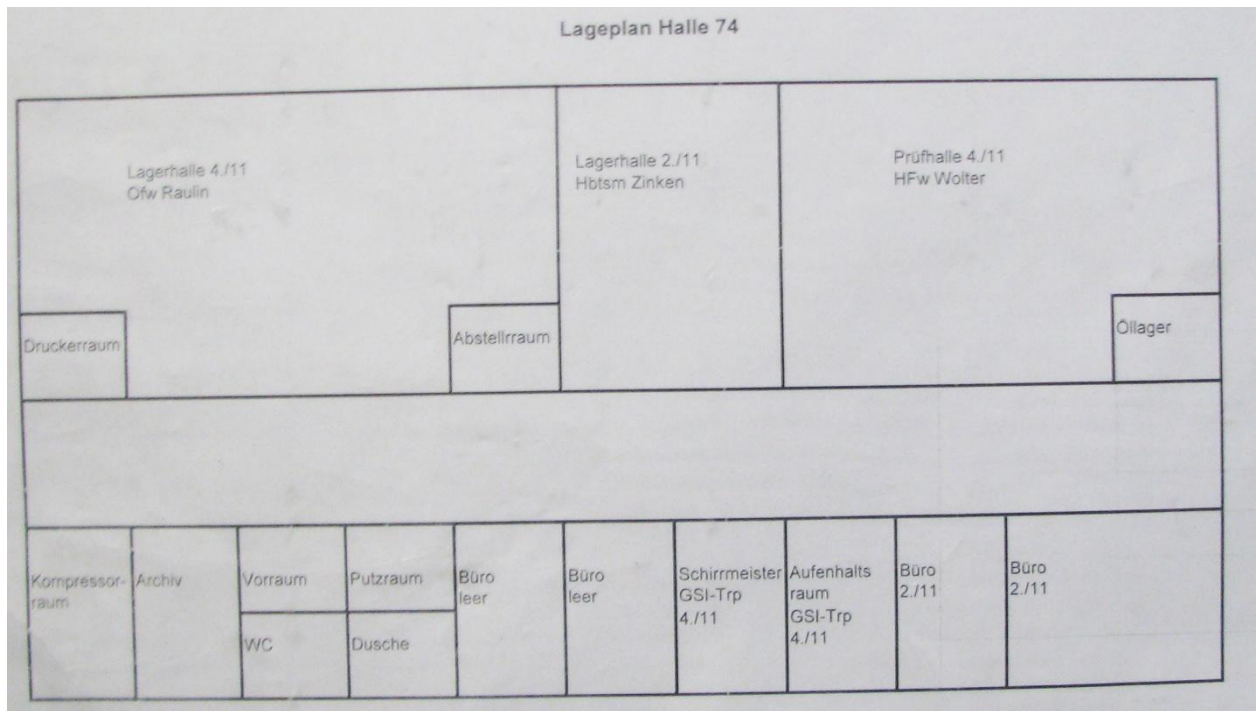 Lageplan Halle 74
Lagerhalle 4./11
Ofw Raulin
Lagerhalle 2./11
Hbtsm Zinken
Prüfhalle 4./11
HFw Wolter
Druckerraum
Abstellrraum
Öllager
Kompressor-
raum
Archiv
Vorraum
WC
Putzraum
Dusche
Büro
leer
Büro
leer
Schirrmeister
GSI-Trp
4./11
Aufenhalts
raum
GSI-Trp
4./11
Büro
2./11
Büro
2./11